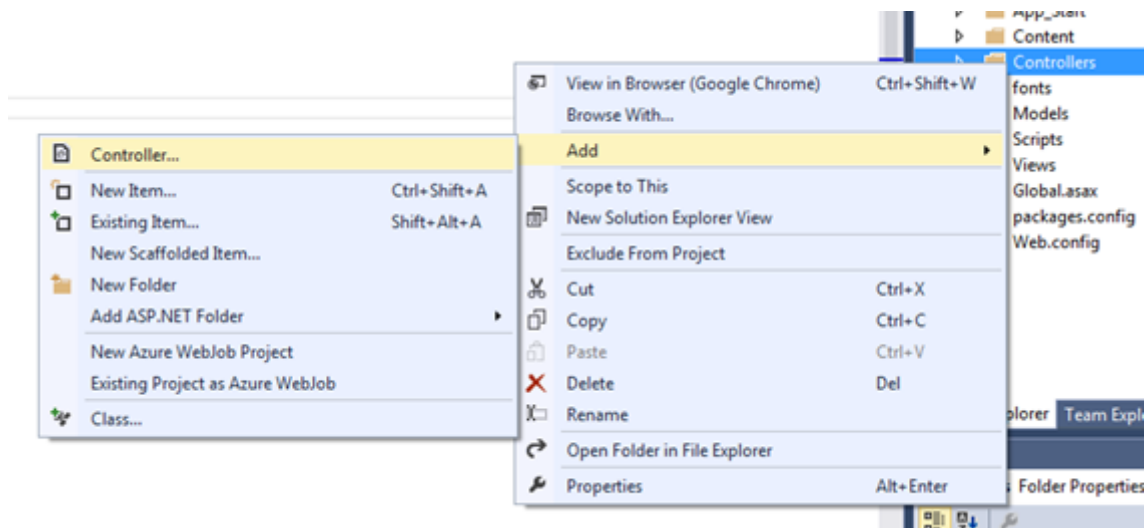 App_Start
Content
Controllers
fonts
Models
Scripts
Views
Global.asax
packages.config
Web.config
View in Browser (Google Chrome) Ctrl+Shift+W
Browse With...
Add
Scope to This
New Solution Explorer View
Exclude From Project
Cut Ctrl+X
Copy Ctrl+C
Paste Ctrl+V
Delete Del
Rename
Open Folder in File Explorer
Properties Alt+Enter
Controller...
New Item... Ctrl+Shift+A
Existing Item... Shift+Alt+A
New Scaffolded Item...
New Folder
Add ASP.NET Folder
New Azure WebJob Project
Existing Project as Azure WebJob
Class...
plorer Team Expl
Folder Properties